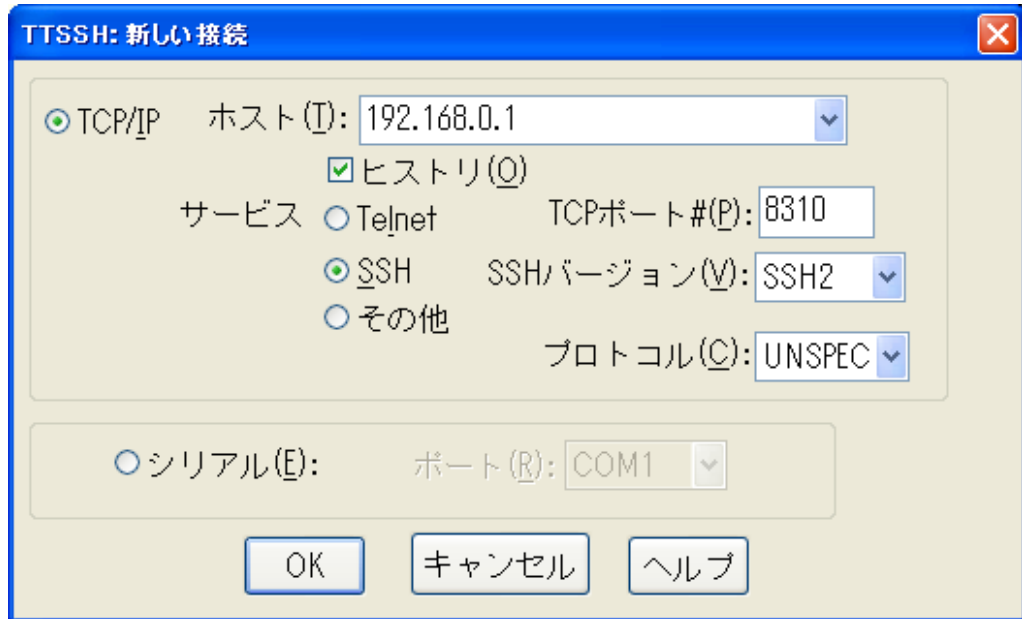 TTSSH: 新しい接続
TCP/IP ホスト(T): 192.168.0.1
ヒストリ(O)
サービス Telnet TCPポート#(P): 8310
SSH SSHバージョン(V): SSH2
その他
プロトコル(C): UNSPEC
シリアル(E): ポート(R): COM1
OK キャンセル ヘルプ